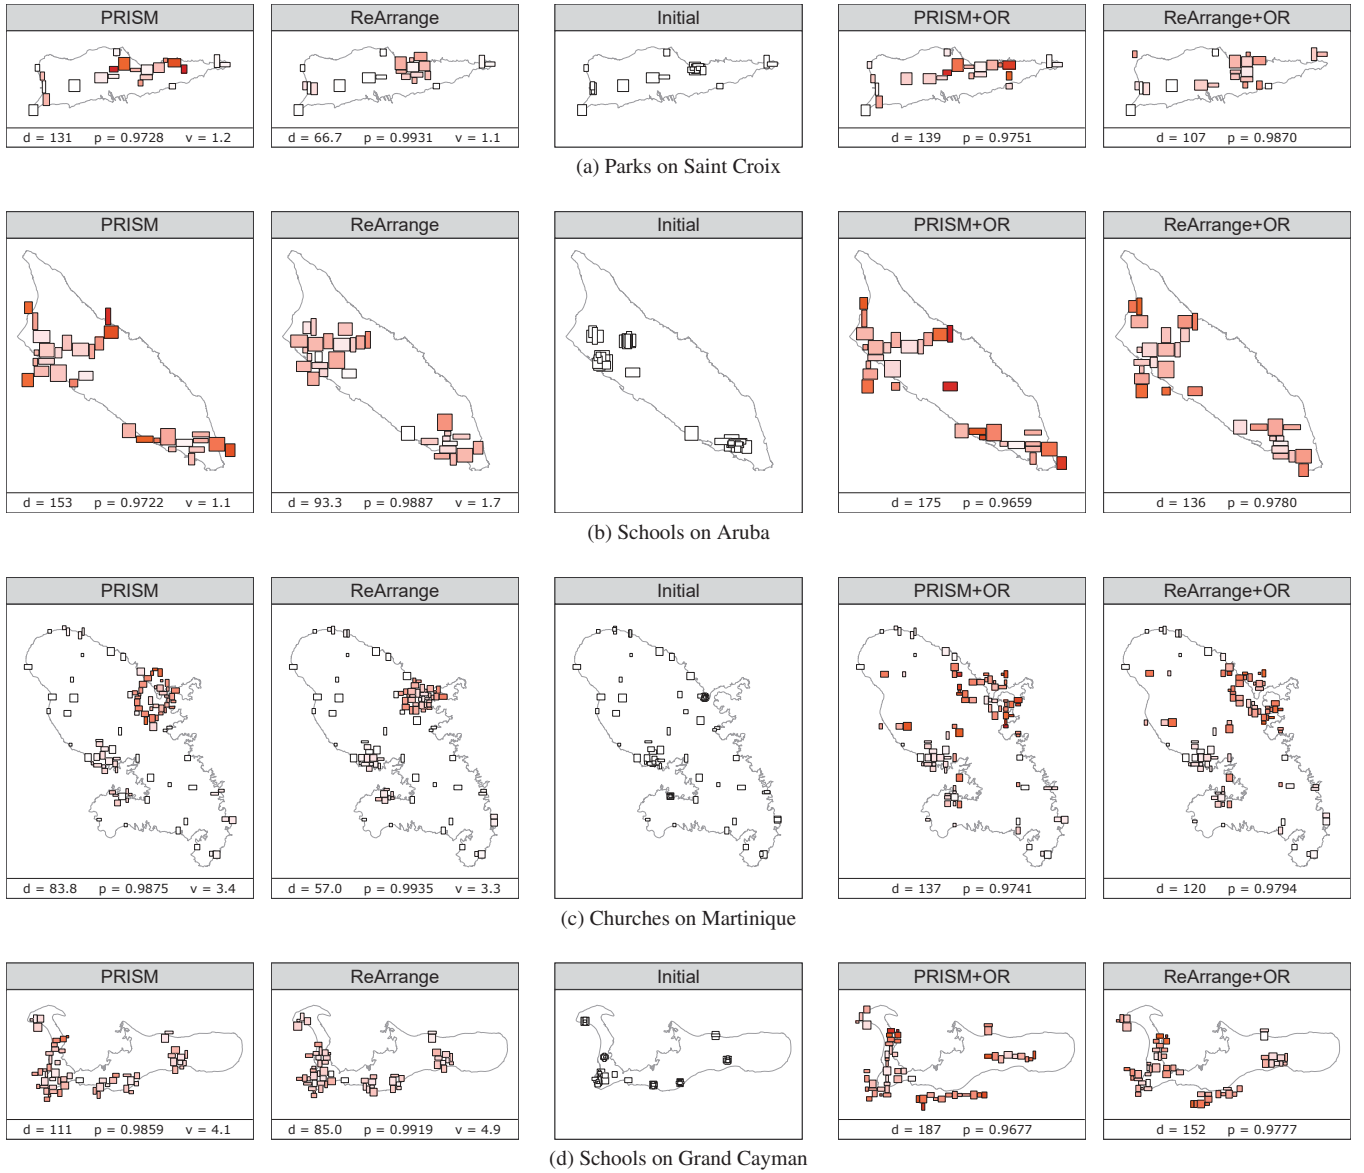 PRISM ReArrange Initial PRISM+OR ReArrange+OR
d = 131 p = 0.9728 v = 1.2 d = 66.7 p = 0.9931 v = 1.1 d = 139 p = 0.9751 d = 107 p = 0.9870
(a) Parks on Saint Croix
PRISM ReArrange Initial PRISM+OR ReArrange+OR
d = 153 p = 0.9722 v = 1.1 d = 93.3 p = 0.9887 v = 1.7 d = 175 p = 0.9659 d = 136 p = 0.9780
(b) Schools on Aruba
PRISM ReArrange Initial PRISM+OR ReArrange+OR
d = 83.8 p = 0.9875 v = 3.4 d = 57.0 p = 0.9935 v = 3.3 d = 137 p = 0.9741 d = 120 p = 0.9794
(c) Churches on Martinique
PRISM ReArrange Initial PRISM+OR ReArrange+OR
d = 111 p = 0.9859 v = 4.1 d = 85.0 p = 0.9919 v = 4.9 d = 187 p = 0.9677 d = 152 p = 0.9777
(d) Schools on Grand Cayman